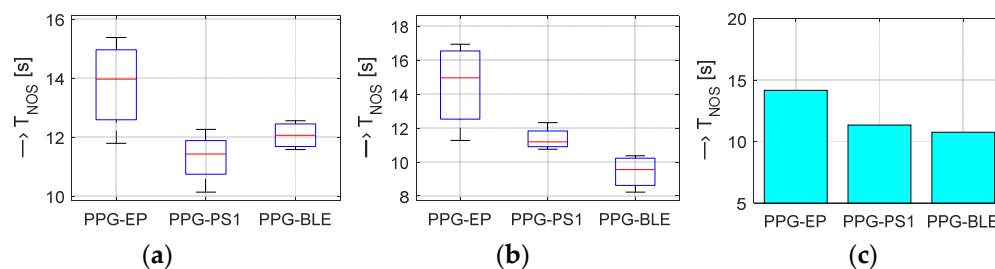 16
14
12
10
—> T_NOS [s]
PPG-EP PPG-PS1 PPG-BLE
(a)
18
16
14
12
10
8
—> T_NOS [s]
PPG-EP PPG-PS1 PPG-BLE
(b)
20
15
10
5
—> T_NOS [s]
PPG-EP PPG-PS1 PPG-BLE
(c)